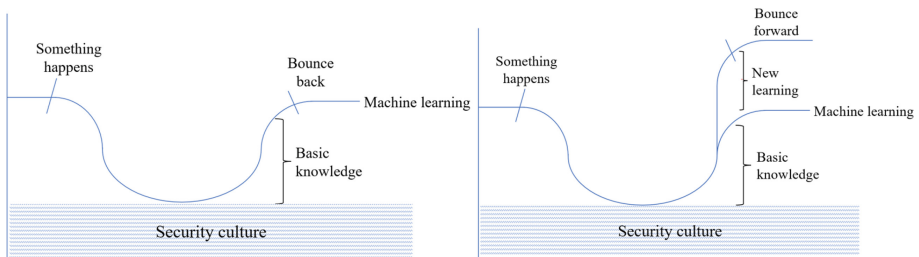 Something
happens
Bounce
back
Machine learning
Basic
knowledge
Security culture
Bounce
forward
Something
happens
New
learning
Machine learning
Basic
knowledge
Security culture